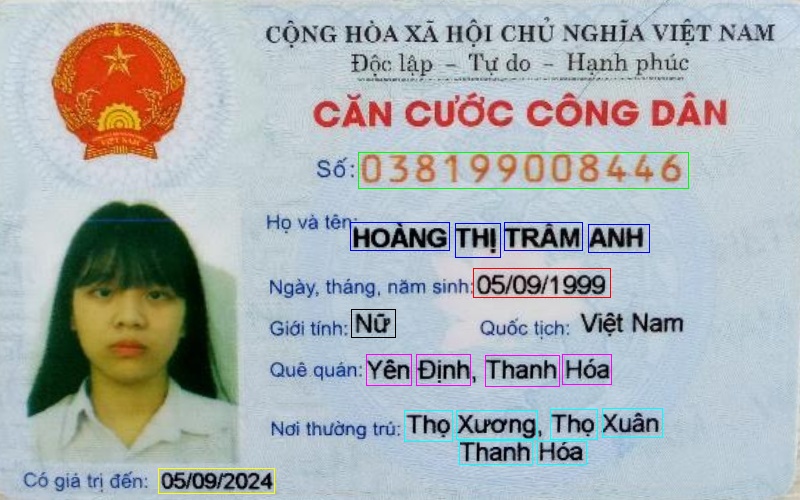 CỘNG HÒA XÃ HỘI CHỦ NGHĨA VIỆT NAM
Độc lập – Tự do – Hạnh phúc
CĂN CƯỚC CÔNG DÂN
Số: 038199008446
Họ và tên: HOÀNG THỊ TRÂM ANH
Ngày, tháng, năm sinh: 05/09/1999
Giới tính: Nữ Quốc tịch: Việt Nam
Quê quán: Yên Định, Thanh Hóa
Nơi thường trú: Thọ Xương, Thọ Xuân
Thanh Hóa
Có giá trị đến: 05/09/2024